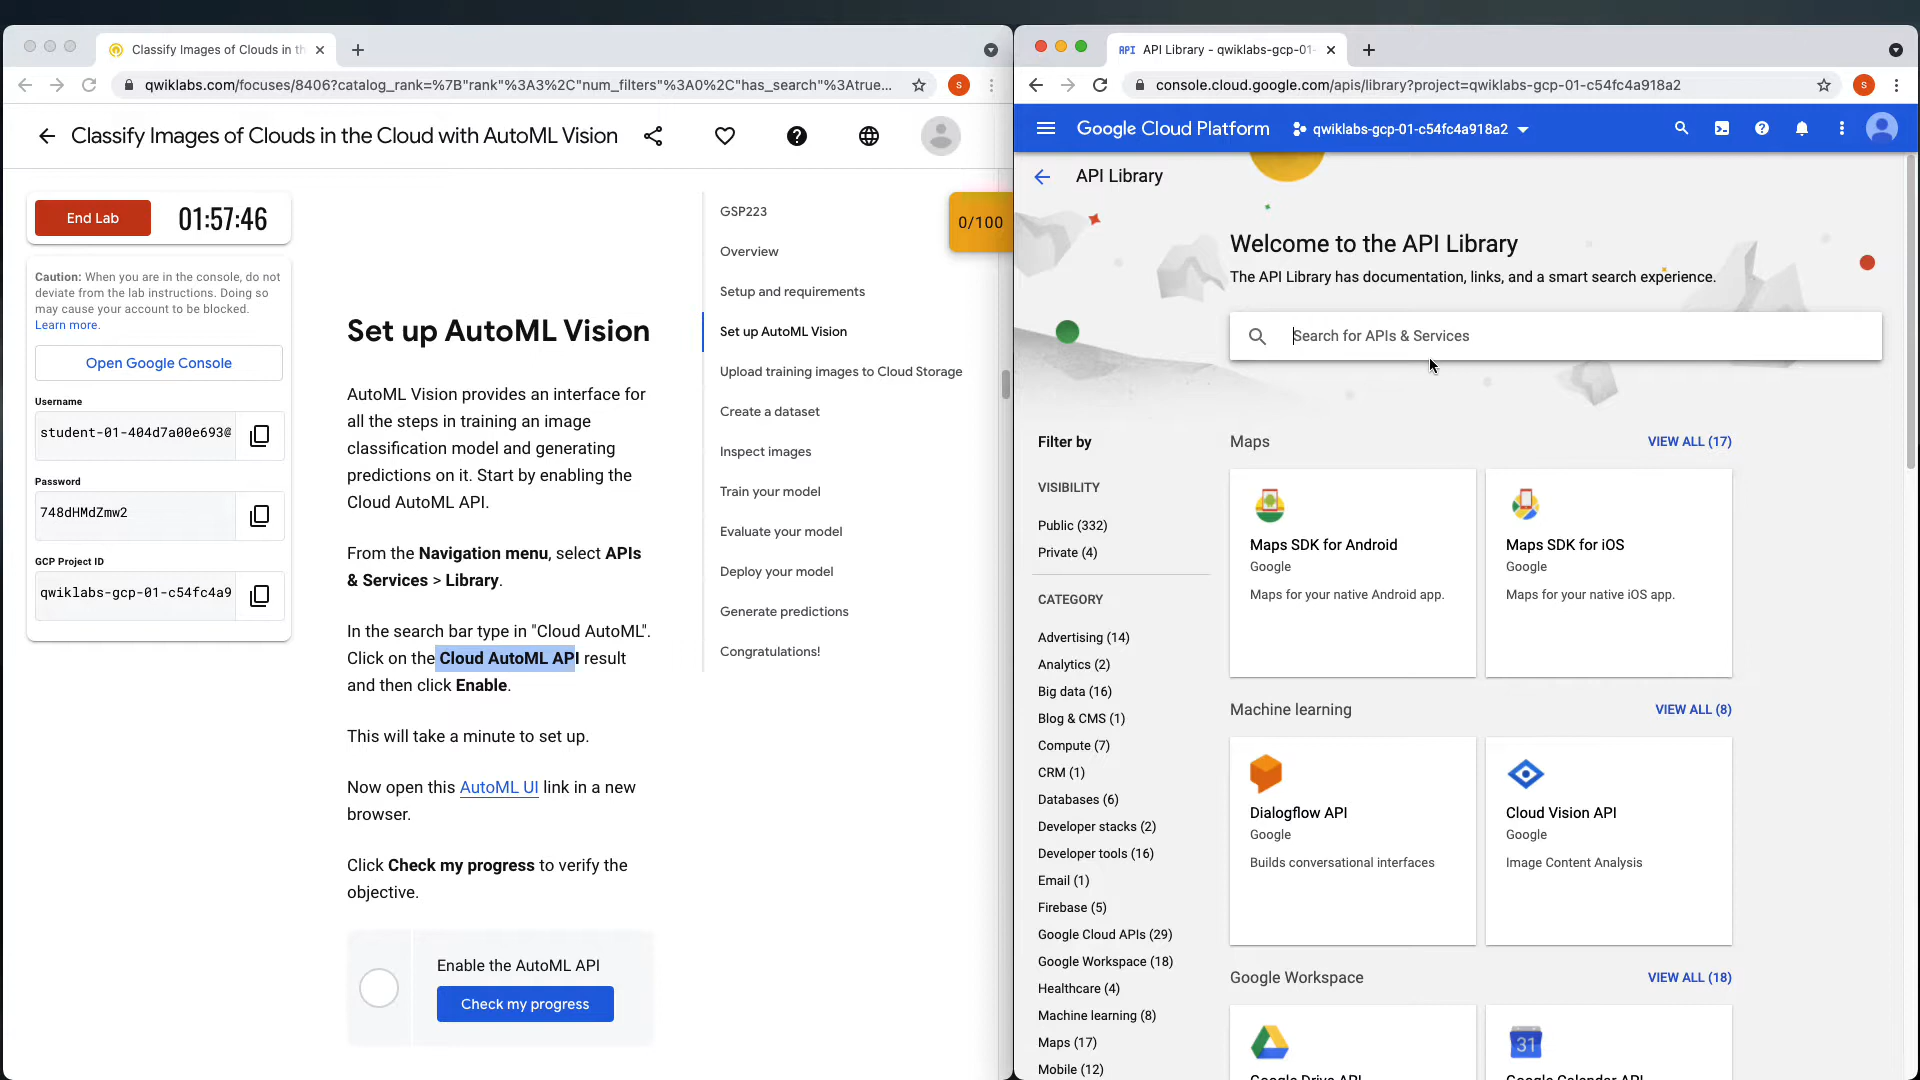 Classify Images of Clouds in th
qwiklabs.com/focuses/8406?catalog_rank=%7B"rank"%3A3%2C"num_filters"%3A0%2C"has_search"%3Atrue...
S
Classify Images of Clouds in the Cloud with AutoML Vision
End Lab
01:57:46
Caution: When you are in the console, do not
deviate from the lab instructions. Doing so
may cause your account to be blocked.
Learn more.
Open Google Console
Username
student-01-404d7a00e693@
Password
748dHMdZmw2
GCP Project ID
qwiklabs-gcp-01-c54fc4a9
Set up AutoML Vision
AutoML Vision provides an interface for
all the steps in training an image
classification model and generating
predictions on it. Start by enabling the
Cloud AutoML API.
From the Navigation menu, select APIs
& Services > Library.
In the search bar type in "Cloud AutoML".
Click on the Cloud AutoML API result
and then click Enable.
This will take a minute to set up.
Now open this AutoML UI link in a new
browser.
Click Check my progress to verify the
objective.
Enable the AutoML API
Check my progress
GSP223
Overview
Setup and requirements
Set up AutoML Vision
Upload training images to Cloud Storage
Create a dataset
Inspect images
Train your model
Evaluate your model
Deploy your model
Generate predictions
Congratulations!
0/100
API API Library - qwiklabs-gcp-01-
console.cloud.google.com/apis/library?project=qwiklabs-gcp-01-c54fc4a918a2
S
Google Cloud Platform
qwiklabs-gcp-01-c54fc4a918a2
API Library
Welcome to the API Library
The API Library has documentation, links, and a smart search experience.
Search for APIs & Services
Filter by
VISIBILITY
Public (332)
Private (4)
CATEGORY
Advertising (14)
Analytics (2)
Big data (16)
Blog & CMS (1)
Compute (7)
CRM (1)
Databases (6)
Developer stacks (2)
Developer tools (16)
Email (1)
Firebase (5)
Google Cloud APIs (29)
Google Workspace (18)
Healthcare (4)
Machine learning (8)
Maps (17)
Mobile (12)
Maps
VIEW ALL (17)
Maps SDK for Android
Google
Maps for your native Android app.
Maps SDK for iOS
Google
Maps for your native iOS app.
Machine learning
VIEW ALL (8)
Dialogflow API
Google
Builds conversational interfaces
Cloud Vision API
Google
Image Content Analysis
Google Workspace
VIEW ALL (18)
Google Drive API
31
Google Calendar API